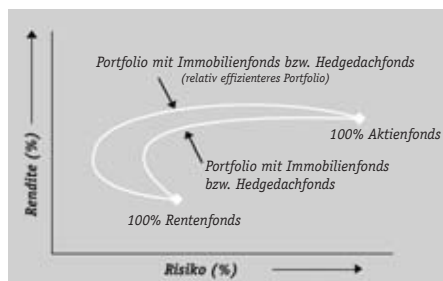 Portfolio mit Immobilienfonds bzw. Hedgedachfonds
(relativ effizienteres Portfolio)
100% Aktienfonds
Portfolio mit Immobilienfonds
bzw. Hedgedachfonds
100% Rentenfonds
Rendite (%)
Risiko (%)